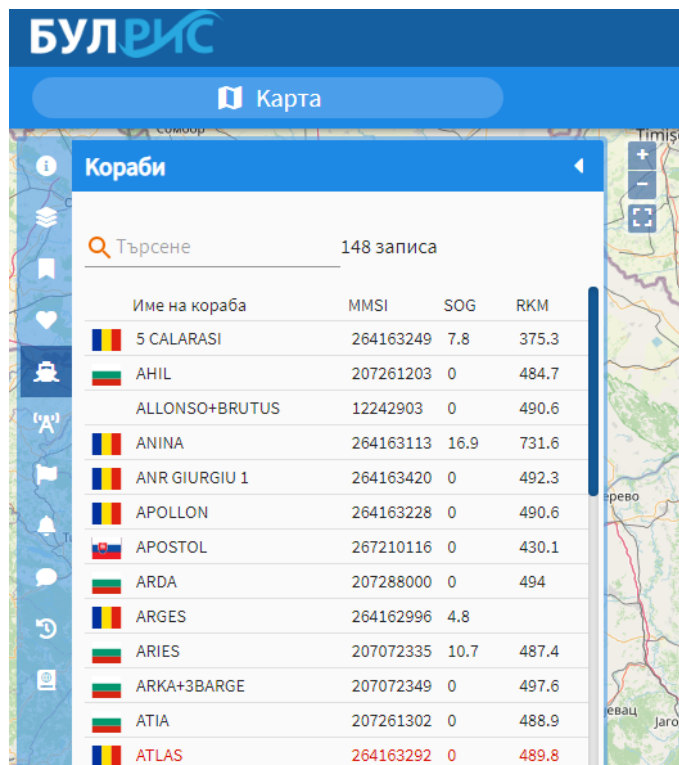 БУЛРИС
Карта
Сомбор
Timiș
Кораби
+
−
Търсене
148 записа
Име на кораба MMSI SOG RKM
5 CALARASI 264163249 7.8 375.3
AHIL 207261203 0 484.7
ALLONSO+BRUTUS 12242903 0 490.6
ANINA 264163113 16.9 731.6
ANR GIURGIU 1 264163420 0 492.3
APOLLON 264163228 0 490.6
ерево
APOSTOL 267210116 0 430.1
ARDA 207288000 0 494
ARGES 264162996 4.8
ARIES 207072335 10.7 487.4
ARKA+3BARGE 207072349 0 497.6
евац
ATIA 207261302 0 488.9
Jaro
ATLAS 264163292 0 489.8